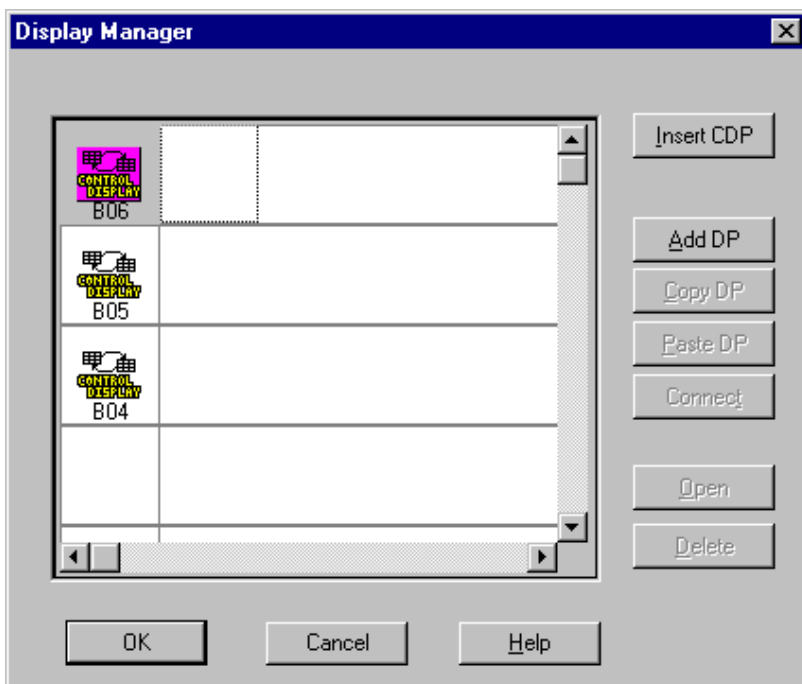 Display Manager
Insert CDP
CONTROL
DISPLAY
B06
Add DP
CONTROL
DISPLAY
B05
Copy DP
Paste DP
CONTROL
DISPLAY
B04
Connect
Open
Delete
OK
Cancel
Help